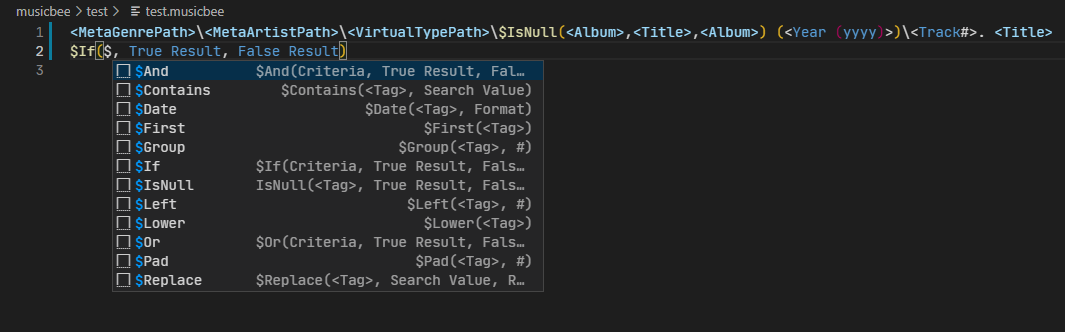 musicbee > test > test.musicbee
1 <MetaGenrePath>\<MetaArtistPath>\<VirtualTypePath>\$IsNull(<Album>,<Title>,<Album>) (<Year (yyyy)>)\<Track#>. <Title>
2 $If($, True Result, False Result)
3
$And $And(Criteria, True Result, Fal…
$Contains $Contains(<Tag>, Search Value)
$Date $Date(<Tag>, Format)
$First $First(<Tag>)
$Group $Group(<Tag>, #)
$If $If(Criteria, True Result, Fals…
$IsNull IsNull(<Tag>, True Result, Fals…
$Left $Left(<Tag>, #)
$Lower $Lower(<Tag>)
$Or $Or(Criteria, True Result, Fals…
$Pad $Pad(<Tag>, #)
$Replace $Replace(<Tag>, Search Value, R…